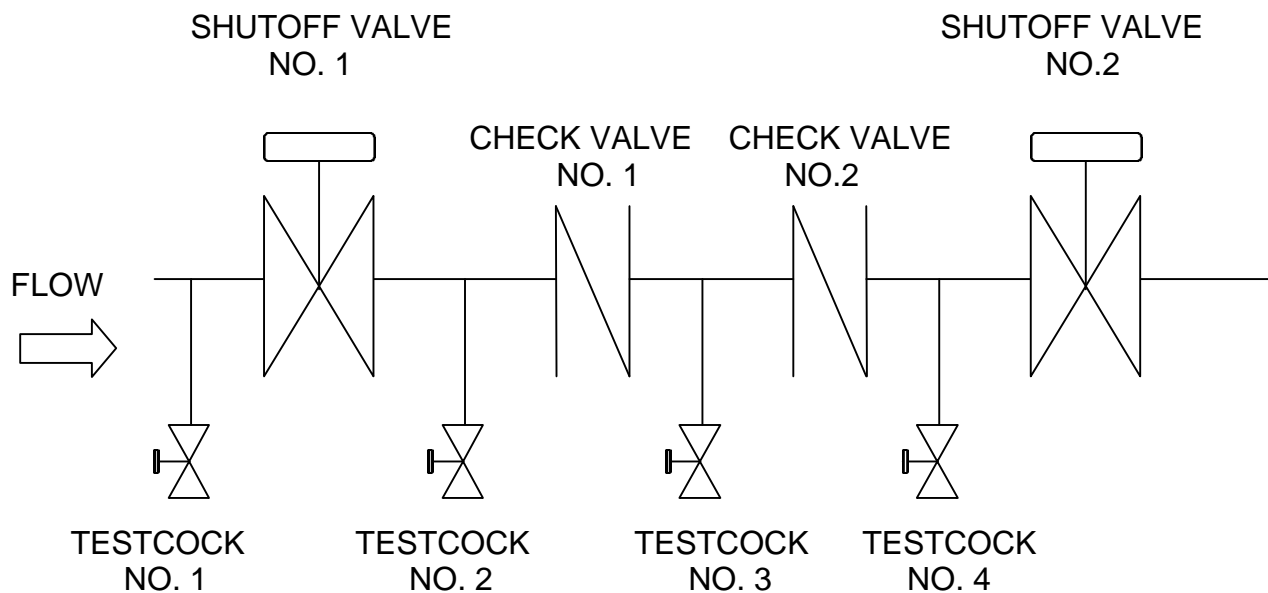 SHUTOFF VALVE
NO. 1
SHUTOFF VALVE
NO.2
CHECK VALVE
NO. 1
CHECK VALVE
NO.2
FLOW
TESTCOCK
NO. 1
TESTCOCK
NO. 2
TESTCOCK
NO. 3
TESTCOCK
NO. 4